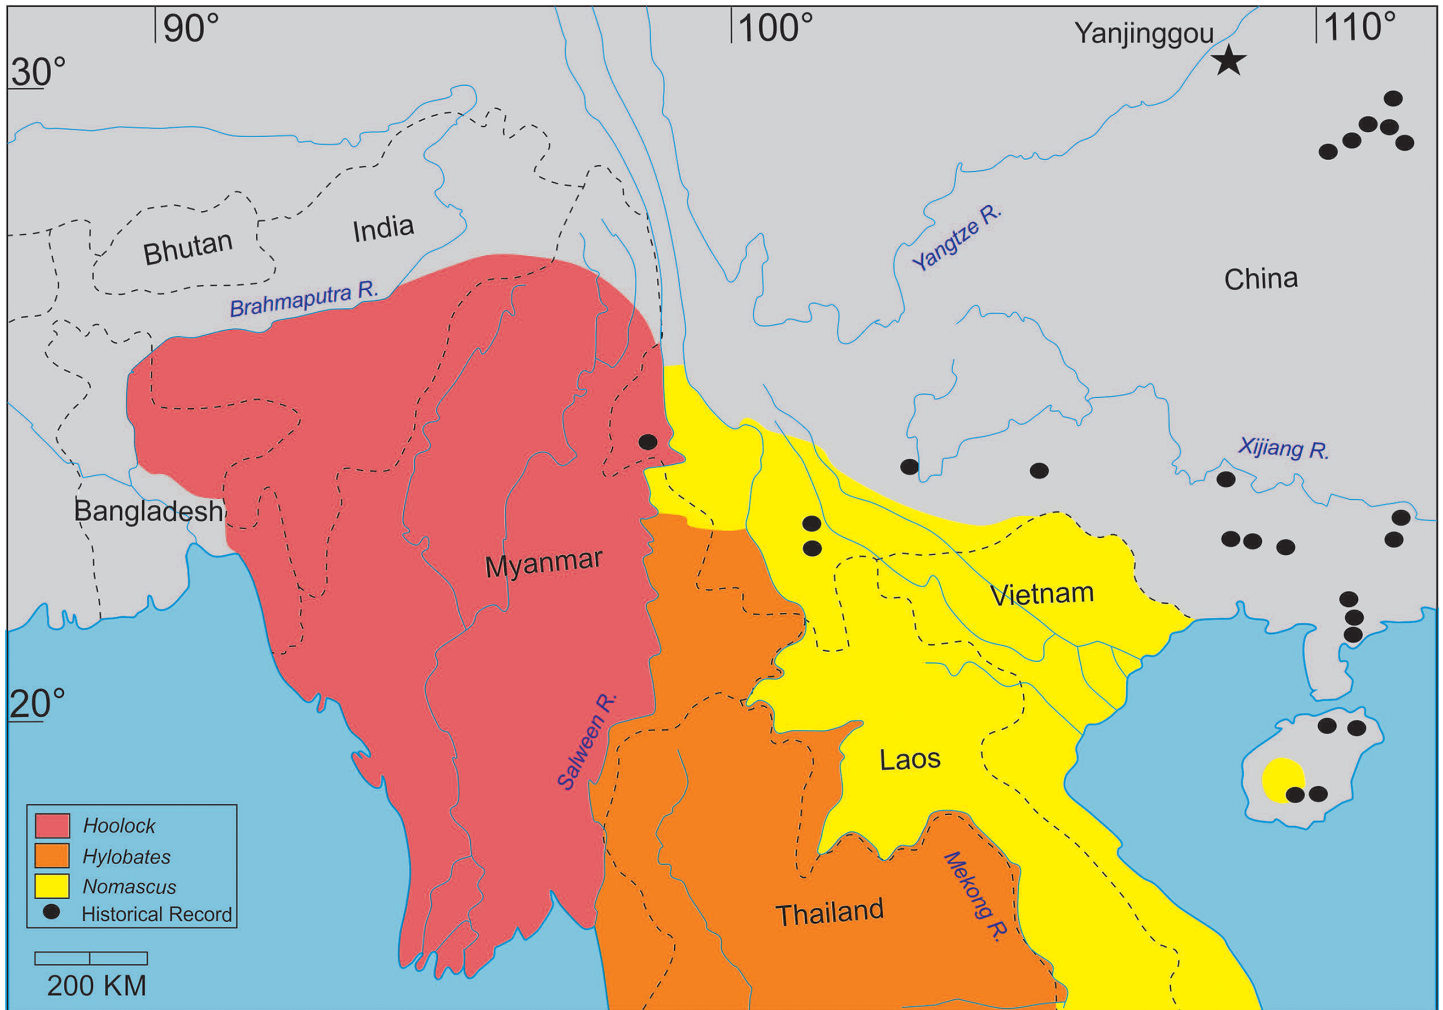 90°
100°
110°
Yanjinggou
30°
India
Bhutan
Yangtze R.
China
Brahmaputra R.
Xijiang R.
Bangladesh
Myanmar
Vietnam
20°
Salween R.
Laos
Hoolock
Hylobates
Nomascus
Historical Record
Mekong R.
Thailand
200 KM